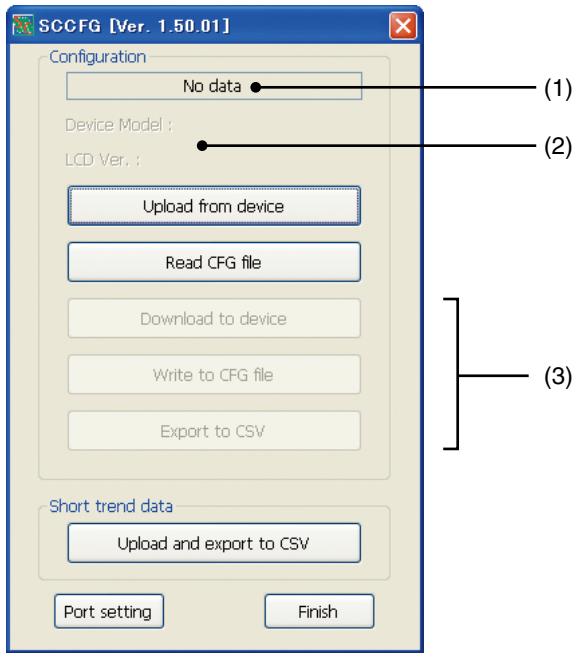 SCCFG [Ver. 1.50.01]
Configuration
No data
(1)
Device Model :
(2)
LCD Ver. :
Upload from device
Read CFG file
Download to device
Write to CFG file
(3)
Export to CSV
Short trend data
Upload and export to CSV
Port setting
Finish